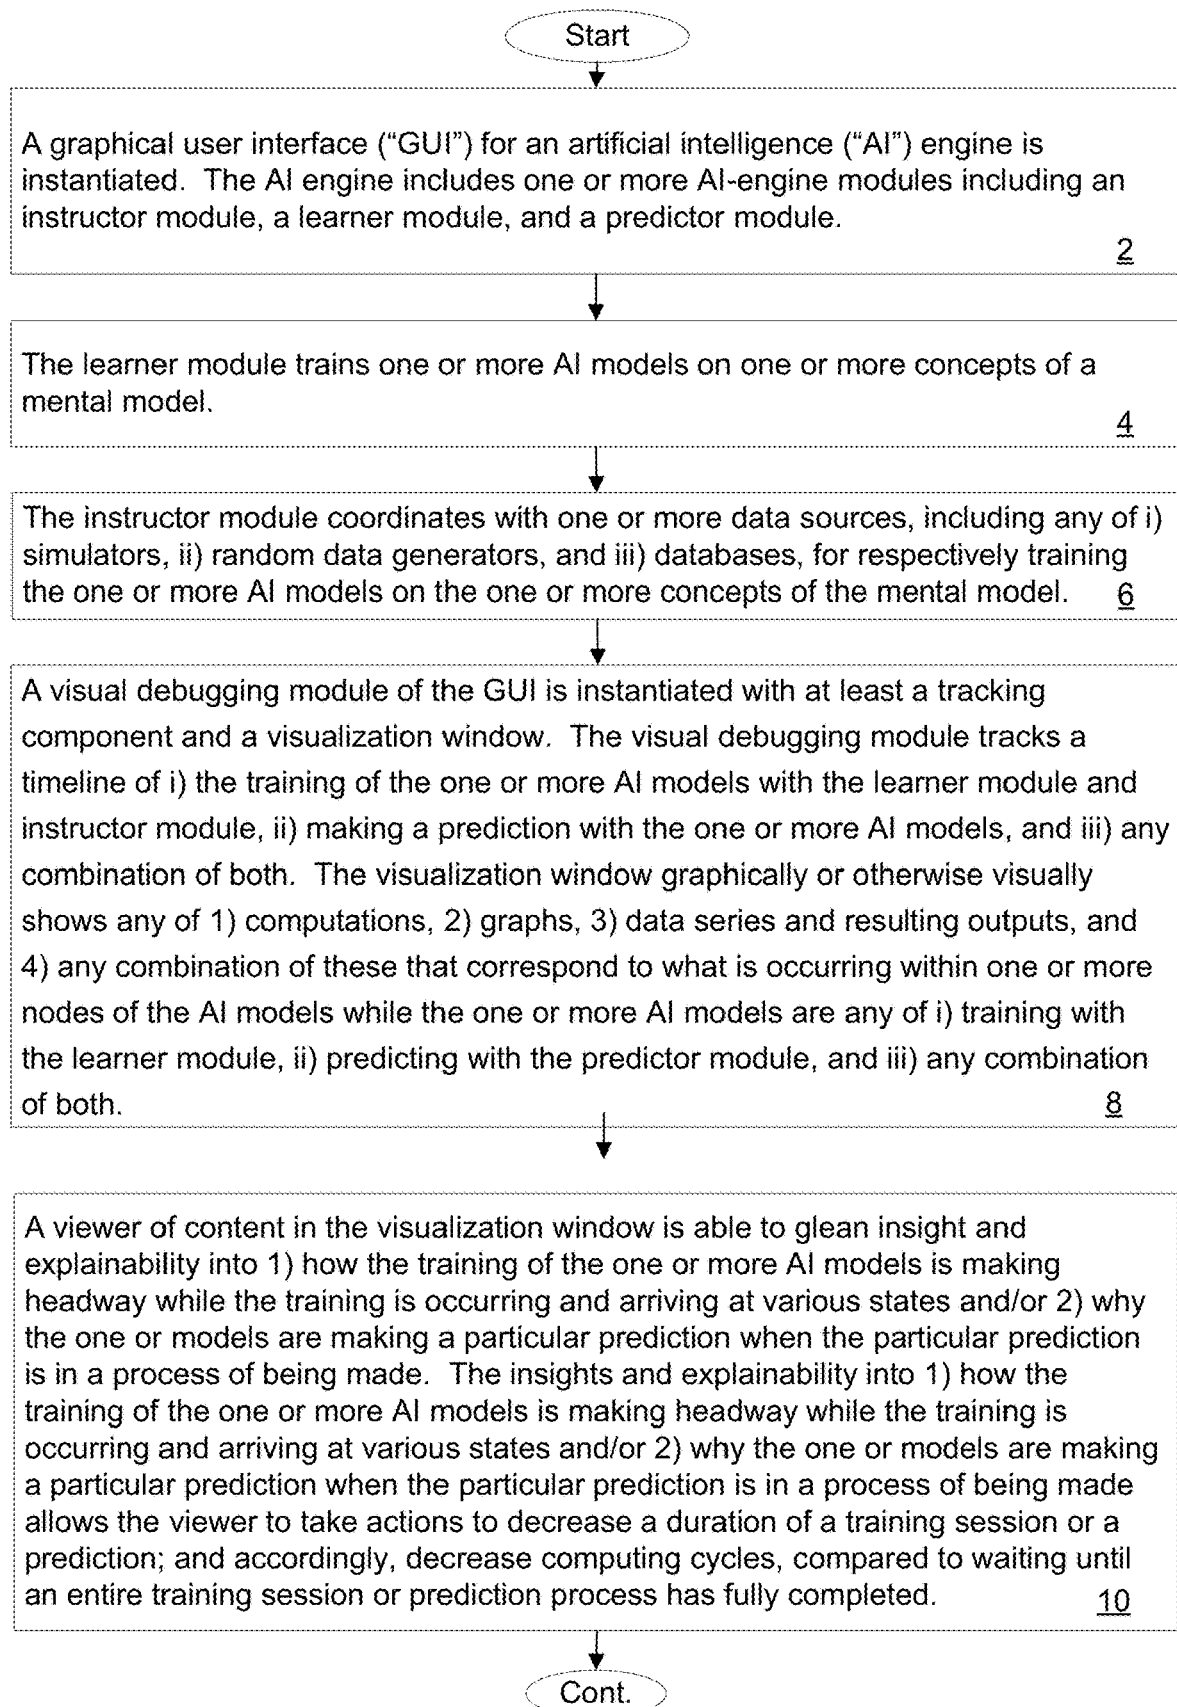 Start
A graphical user interface (“GUI”) for an artificial intelligence (“AI”) engine is
instantiated. The AI engine includes one or more AI-engine modules including an
instructor module, a learner module, and a predictor module.
2
The learner module trains one or more AI models on one or more concepts of a
mental model.
4
The instructor module coordinates with one or more data sources, including any of i)
simulators, ii) random data generators, and iii) databases, for respectively training
the one or more AI models on the one or more concepts of the mental model. 6
A visual debugging module of the GUI is instantiated with at least a tracking
component and a visualization window. The visual debugging module tracks a
timeline of i) the training of the one or more AI models with the learner module and
instructor module, ii) making a prediction with the one or more AI models, and iii) any
combination of both. The visualization window graphically or otherwise visually
shows any of 1) computations, 2) graphs, 3) data series and resulting outputs, and
4) any combination of these that correspond to what is occurring within one or more
nodes of the AI models while the one or more AI models are any of i) training with
the learner module, ii) predicting with the predictor module, and iii) any combination
of both. 8
A viewer of content in the visualization window is able to glean insight and
explainability into 1) how the training of the one or more AI models is making
headway while the training is occurring and arriving at various states and/or 2) why
the one or models are making a particular prediction when the particular prediction
is in a process of being made. The insights and explainability into 1) how the
training of the one or more AI models is making headway while the training is
occurring and arriving at various states and/or 2) why the one or models are making
a particular prediction when the particular prediction is in a process of being made
allows the viewer to take actions to decrease a duration of a training session or a
prediction; and accordingly, decrease computing cycles, compared to waiting until
an entire training session or prediction process has fully completed. 10
Cont.